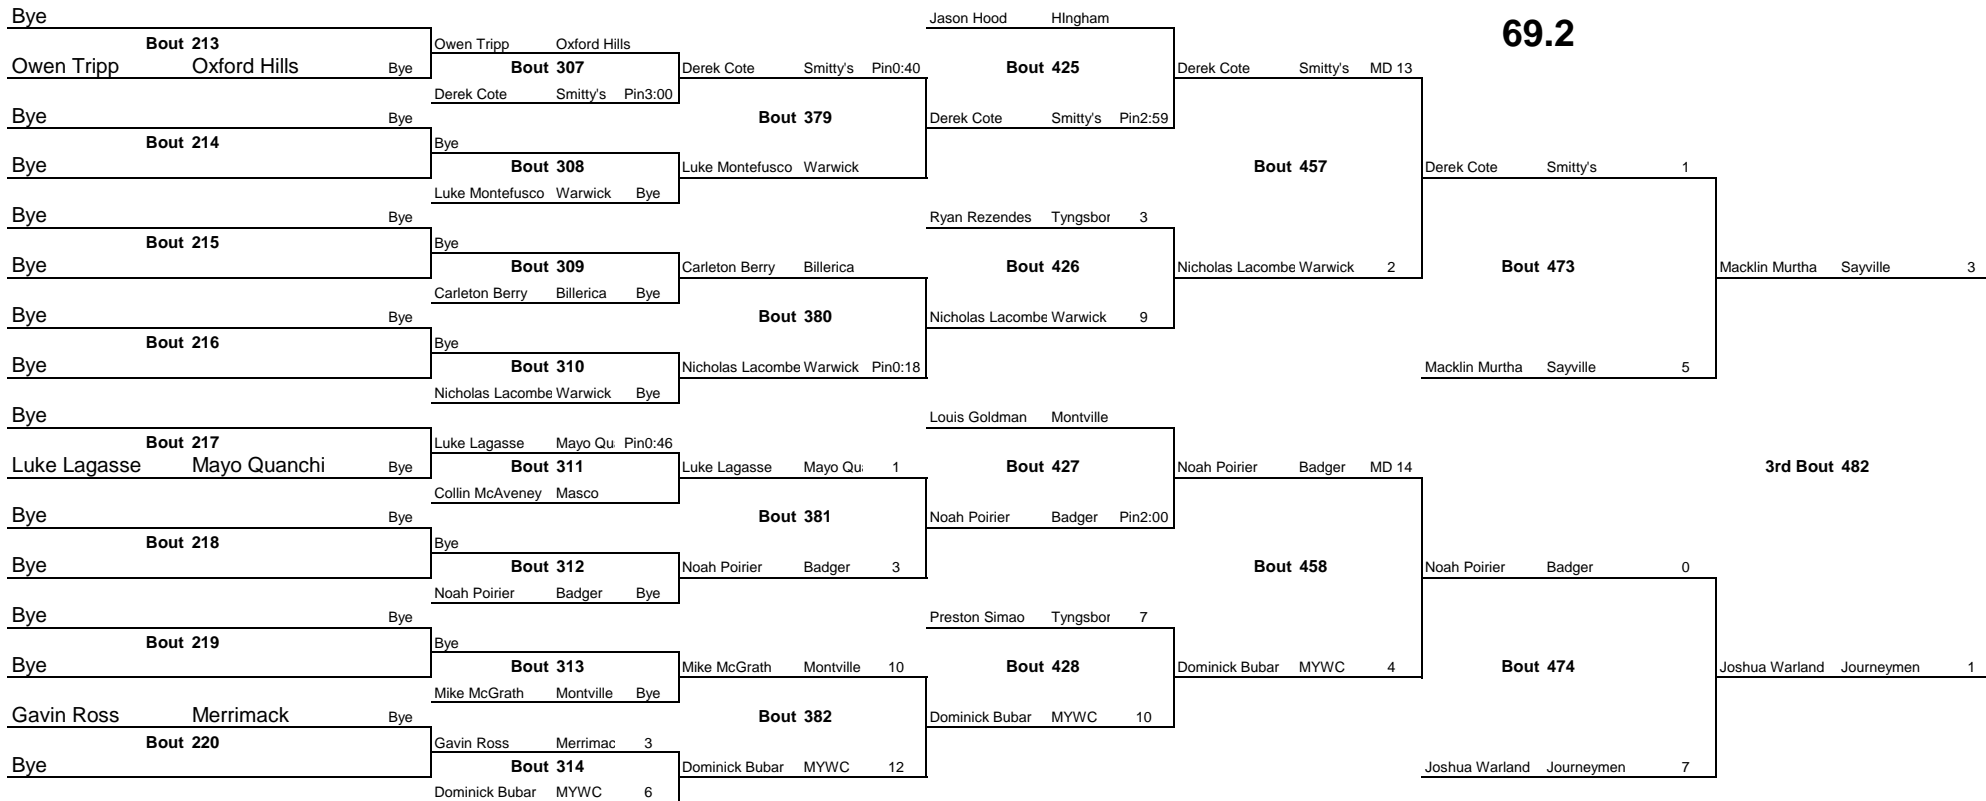 Bye
Jason Hood HIngham
69.2
Bout 213
Owen Tripp Oxford Hills
Owen Tripp Oxford Hills Bye
Bout 307
Derek Cote Smitty's Pin0:40
Bout 425
Derek Cote Smitty's MD 13
Derek Cote Smitty's Pin3:00
Bye Bye
Bout 379
Derek Cote Smitty's Pin2:59
Bout 214
Bye
Bye
Bout 308
Luke Montefusco Warwick
Bout 457
Derek Cote Smitty's 1
Luke Montefusco Warwick Bye
Bye Bye
Ryan Rezendes Tyngsbor 3
Bout 215
Bye
Bye
Bout 309
Carleton Berry Billerica
Bout 426
Nicholas Lacombe Warwick 2
Bout 473
Macklin Murtha Sayville 3
Carleton Berry Billerica Bye
Bye Bye
Bout 380
Nicholas Lacombe Warwick 9
Bout 216
Bye
Bye
Bout 310
Nicholas Lacombe Warwick Pin0:18
Macklin Murtha Sayville 5
Nicholas Lacombe Warwick Bye
Bye
Louis Goldman Montville
Bout 217
Luke Lagasse Mayo Qu Pin0:46
Luke Lagasse Mayo Quanchi Bye
Bout 311
Luke Lagasse Mayo Qu 1
Bout 427
Noah Poirier Badger MD 14
3rd Bout 482
Collin McAveney Masco
Bye Bye
Bout 381
Noah Poirier Badger Pin2:00
Bout 218
Bye
Bye
Bout 312
Noah Poirier Badger 3
Bout 458
Noah Poirier Badger 0
Noah Poirier Badger Bye
Bye Bye
Preston Simao Tyngsbor 7
Bout 219
Bye
Bye
Bout 313
Mike McGrath Montville 10
Bout 428
Dominick Bubar MYWC 4
Bout 474
Joshua Warland Journeymen 1
Mike McGrath Montville Bye
Gavin Ross Merrimack Bye
Bout 382
Dominick Bubar MYWC 10
Bout 220
Gavin Ross Merrimac 3
Bye
Bout 314
Dominick Bubar MYWC 12
Joshua Warland Journeymen 7
Dominick Bubar MYWC 6